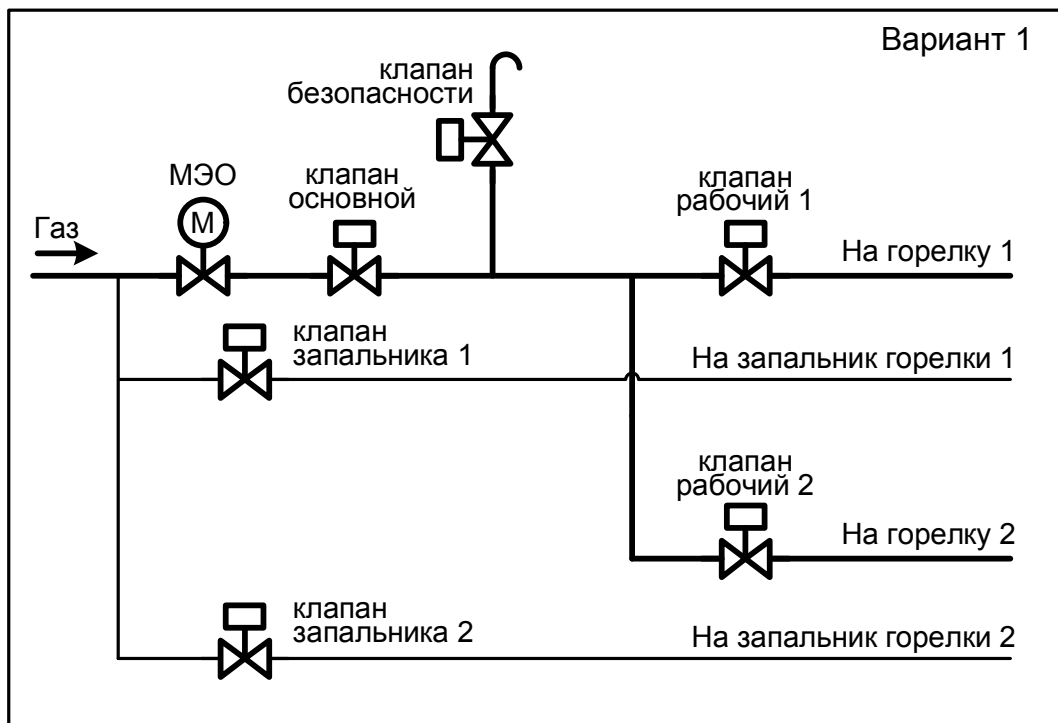 Вариант 1
клапан
безопасности
МЭО
клапан
основной
клапан
рабочий 1
Газ
М
На горелку 1
клапан
запальника 1
На запальник горелки 1
клапан
рабочий 2
На горелку 2
клапан
запальника 2
На запальник горелки 2